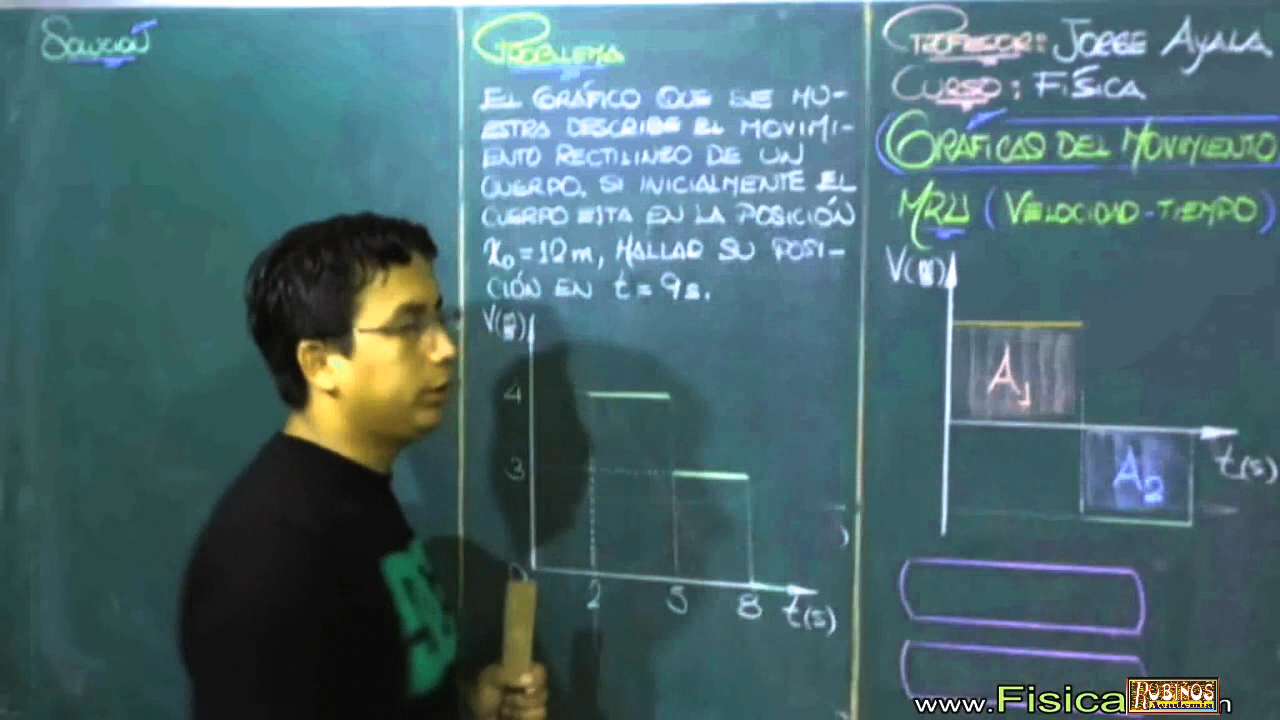 SOLUCIÓN
PROBLEMA
EL GRÁFICO QUE SE MU-
ESTRA DESCRIBE EL MOVIMI-
ENTO RECTILINEO DE UN
CUERPO. SI INICIALMENTE EL
CUERPO ESTA EN LA POSICIÓN
X₀ = 12 m, HALLAR SU POSI-
CIÓN EN t = 9 s.
4
3
0
2
5
8
t(s)
PROFESOR: JORGE AYALA
CURSO: FÍSICA
GRÁFICAS DEL MOVIMIENTO
MRU (VELOCIDAD-TIEMPO)
A₁
A₂
t(s)
www.Fisica